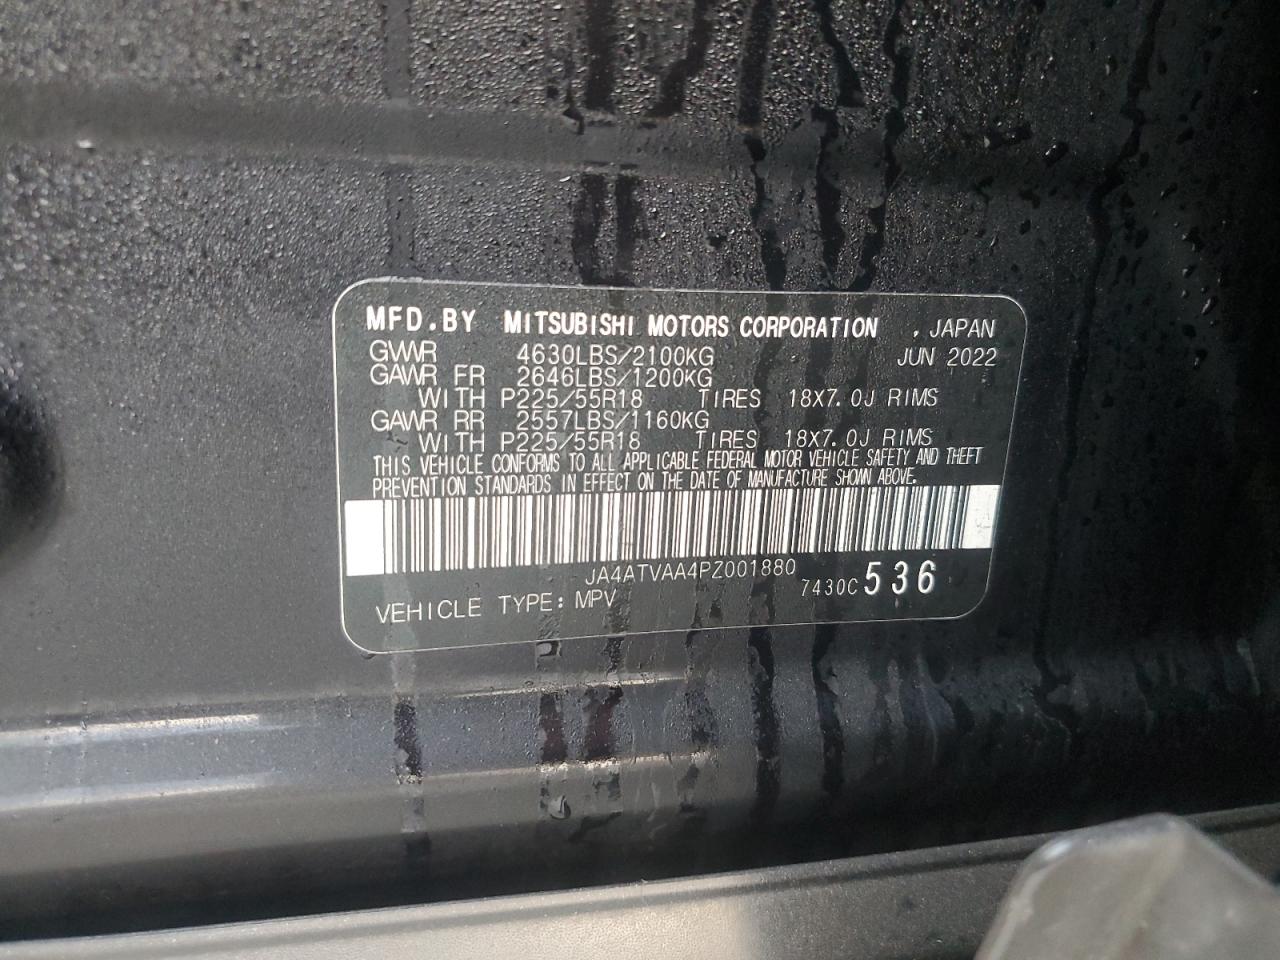 MFD.BY MITSUBISHI MOTORS CORPORATION , JAPAN
GVWR 4630LBS/2100KG JUN 2022
GAWR FR 2646LBS/1200KG
WITH P225/55R18 TIRES 18X7.0J RIMS
GAWR RR 2557LBS/1160KG
WITH P225/55R18 TIRES 18X7.0J RIMS
THIS VEHICLE CONFORMS TO ALL APPLICABLE FEDERAL MOTOR VEHICLE SAFETY AND THEFT
PREVENTION STANDARDS IN EFFECT ON THE DATE OF MANUFACTURE SHOWN ABOVE.
JA4ATVAA4PZ001880
7430C 536
VEHICLE TYPE: MPV